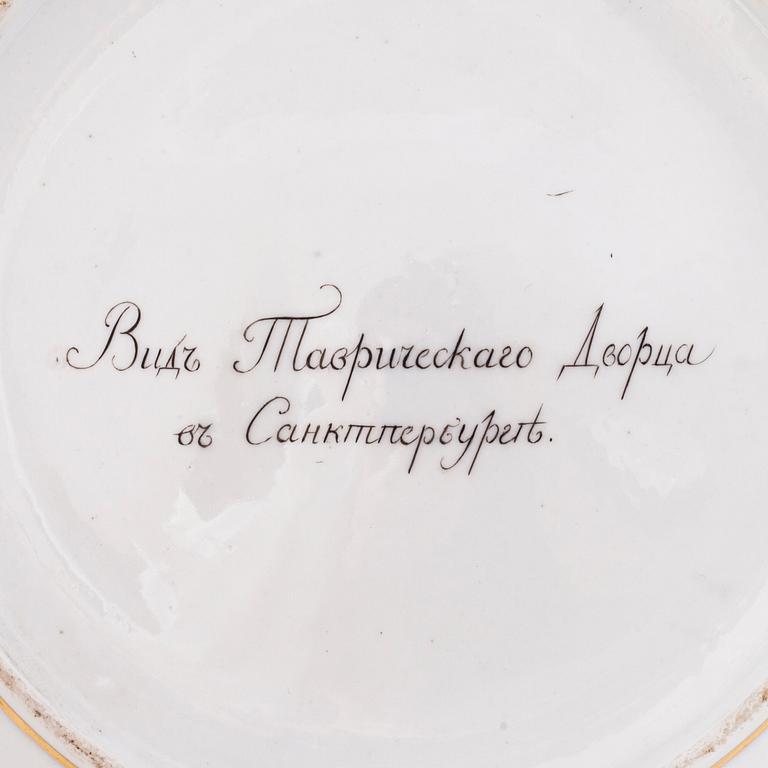 Видъ Таврическаго Дворца
въ Санктпербургѣ.